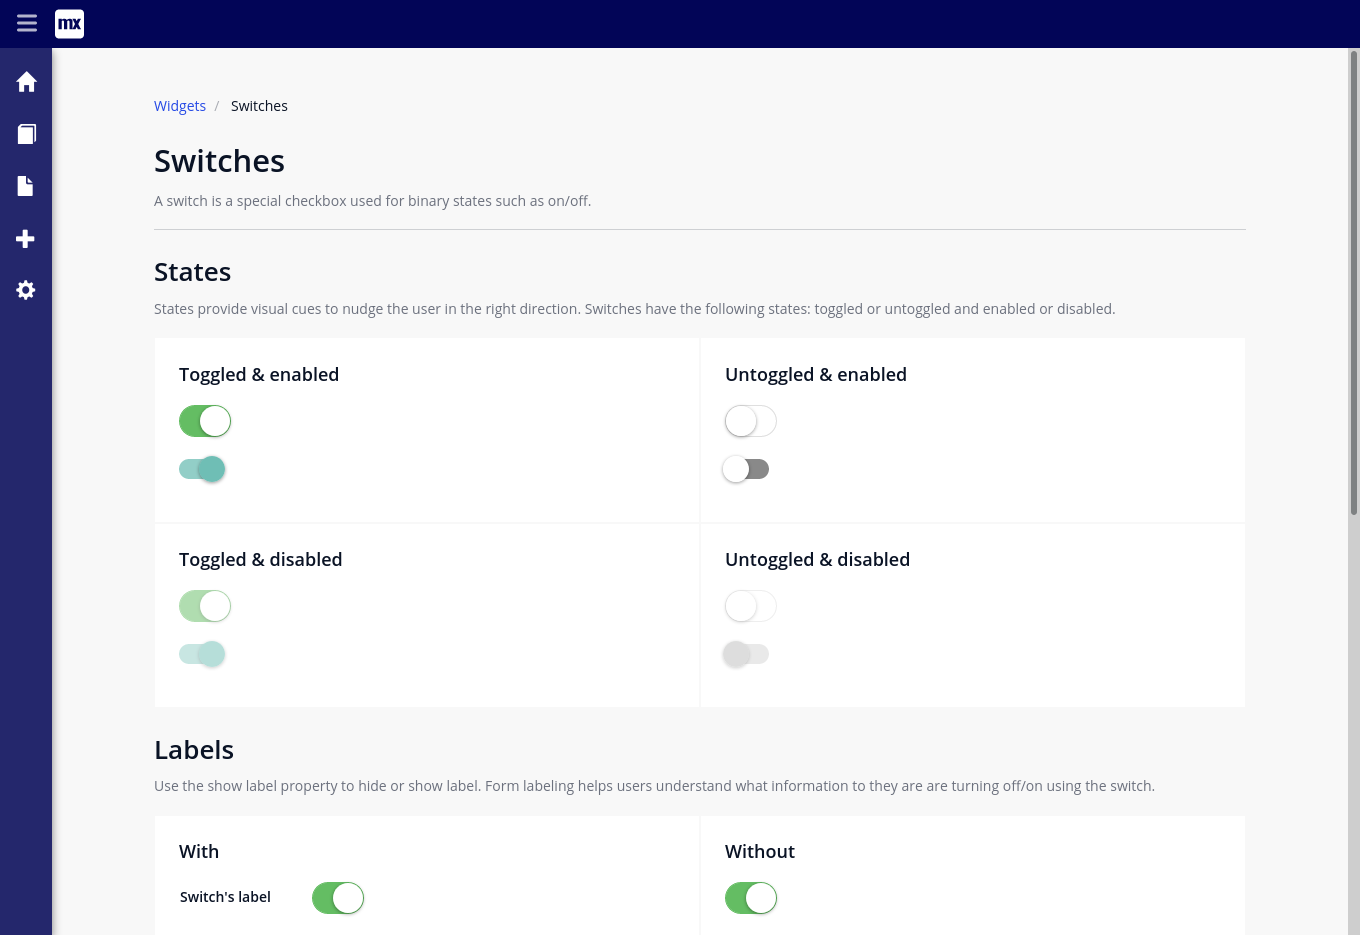 mx
Widgets / Switches
Switches
A switch is a special checkbox used for binary states such as on/off.
States
States provide visual cues to nudge the user in the right direction. Switches have the following states: toggled or untoggled and enabled or disabled.
Toggled & enabled
Untoggled & enabled
Toggled & disabled
Untoggled & disabled
Labels
Use the show label property to hide or show label. Form labeling helps users understand what information to they are are turning off/on using the switch.
With
Without
Switch's label